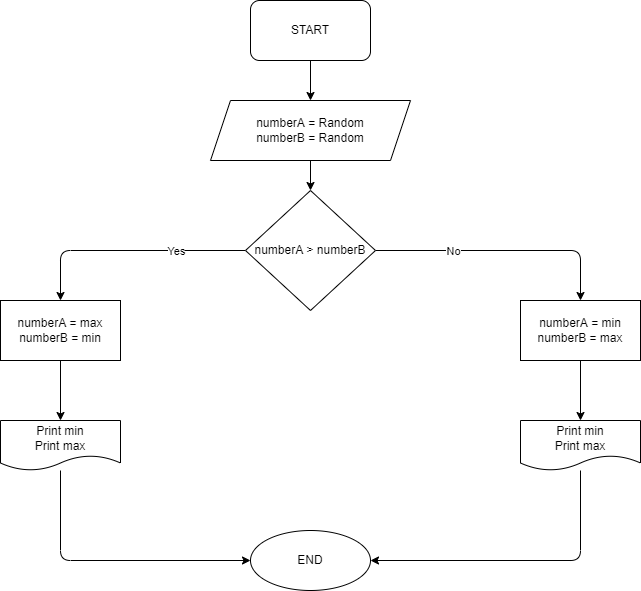 START
numberA = Random
numberB = Random
numberA > numberB
Yes
No
numberA = max
numberB = min
numberA = min
numberB = max
Print min
Print max
Print min
Print max
END